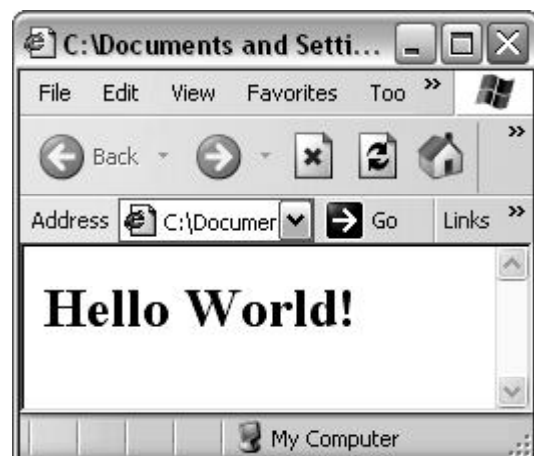 C:\Documents and Setti...
File Edit View Favorites Too »
Back »
Address C:\Documer Go Links »
Hello World!
My Computer